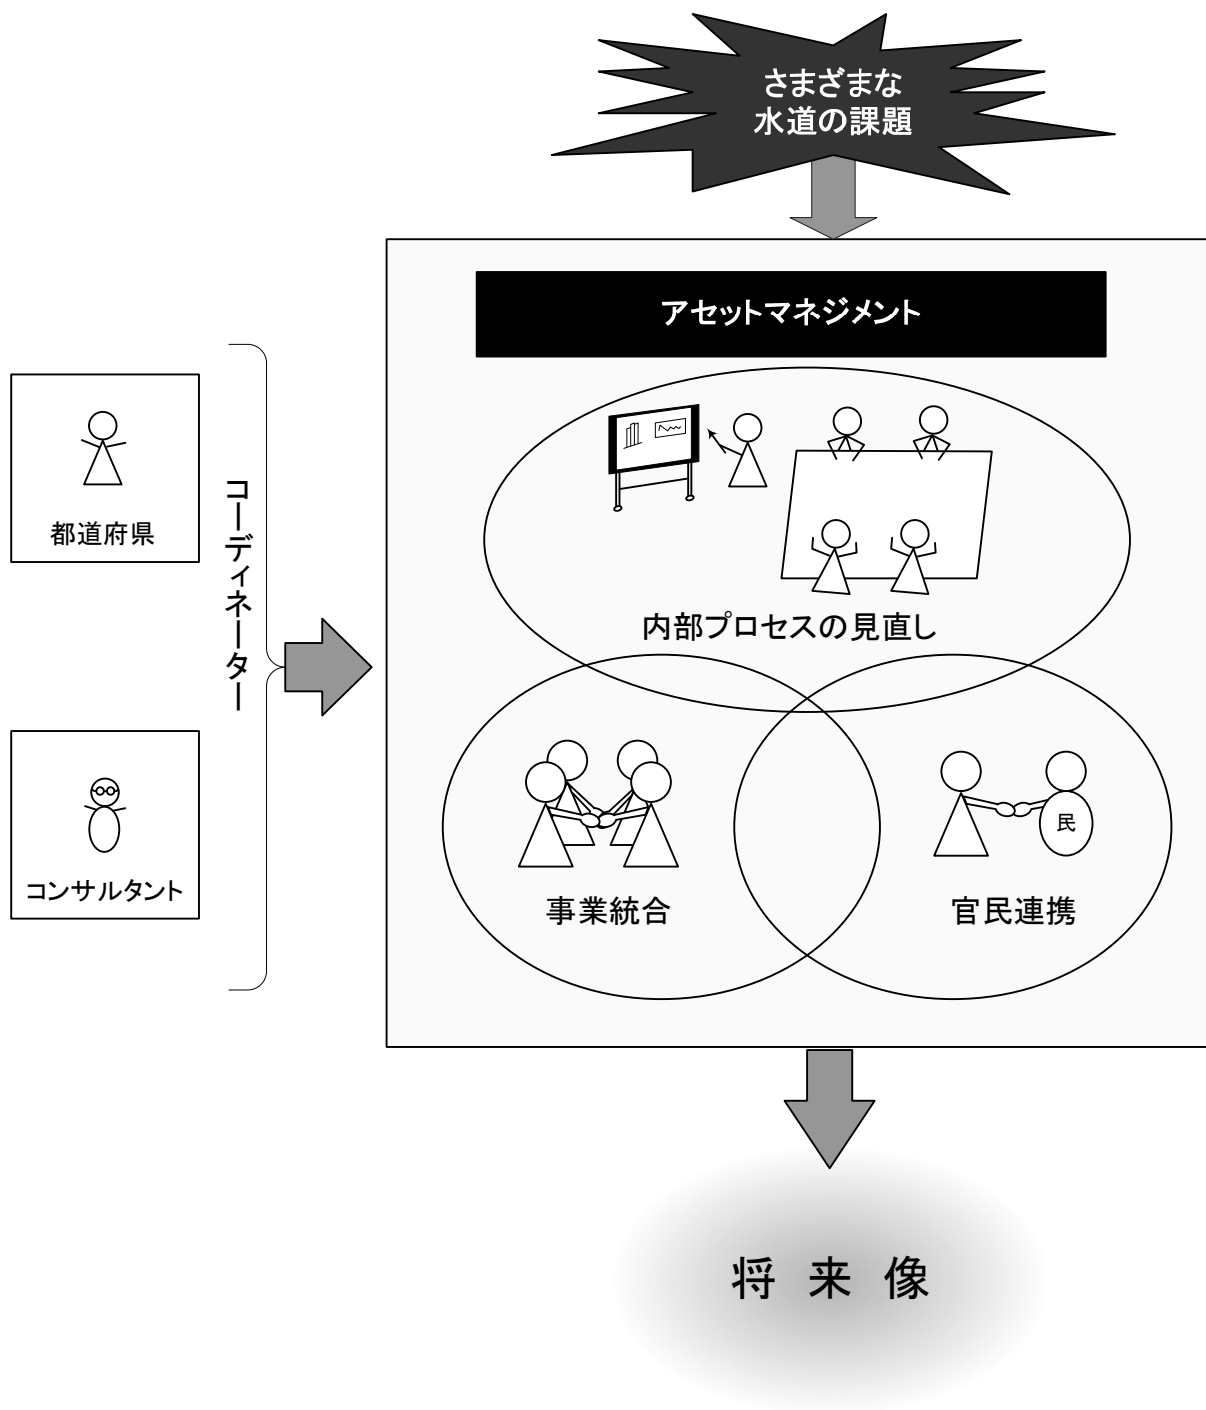 さまざまな
水道の課題
アセットマネジメント
都道府県
コーディネーター
コンサルタント
内部プロセスの見直し
事業統合
民
官民連携
将来像